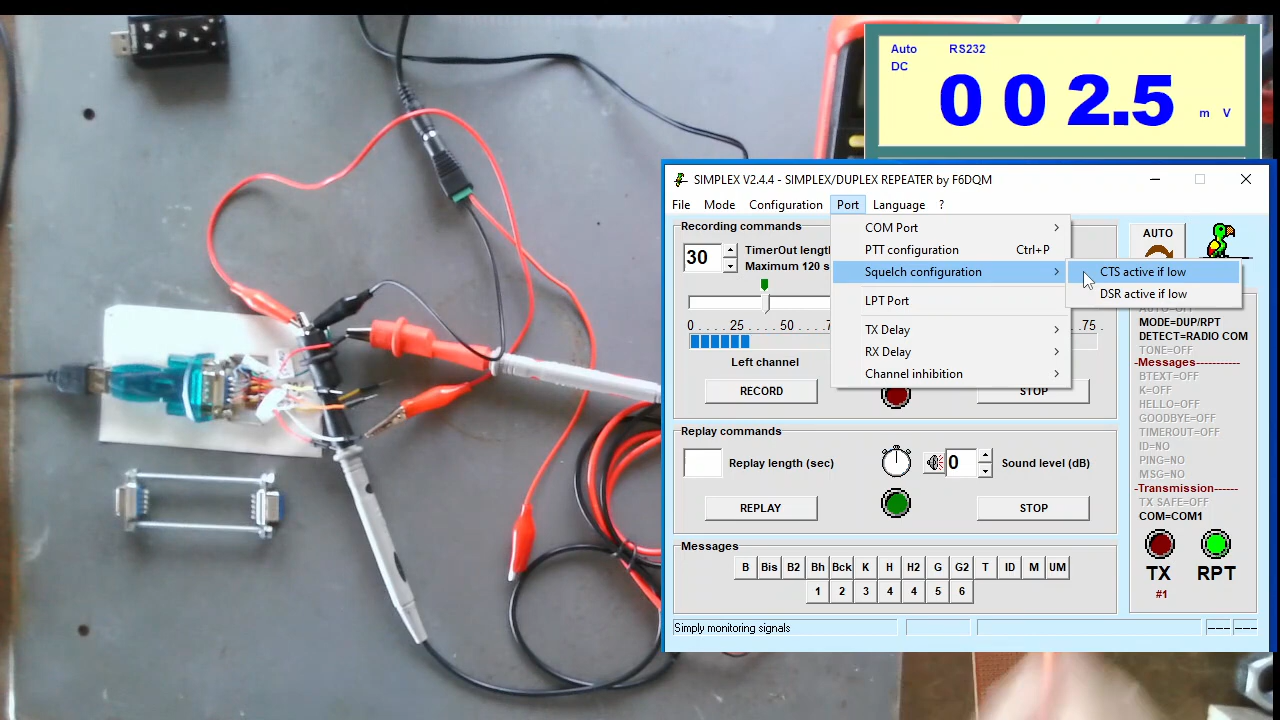 Auto RS232
DC
002.5 m V
SIMPLEX V2.4.4 - SIMPLEX/DUPLEX REPEATER by F6DQM
File Mode Configuration Port Language ?
Recording commands
30 TimerOut length
Maximum 120 s
0 . . . . 25 . . . . 50 . . . . 7
. 75 .
Left channel
RECORD
STOP
COM Port
PTT configuration Ctrl+P
Squelch configuration
LPT Port
TX Delay
RX Delay
Channel inhibition
CTS active if low
DSR active if low
AUTO
MODE=DUP/RPT
DETECT=RADIO COM
TONE=OFF
-Messages------
BTEXT=OFF
K=OFF
HELLO=OFF
GOODBYE=OFF
TIMEROUT=OFF
ID=NO
PING=NO
MSG=NO
-Transmission------
TX SAFE=OFF
COM=COM1
TX RPT
#1
Replay commands
Replay length (sec)
0 Sound level (dB)
REPLAY
STOP
Messages
B Bis B2 Bh Bck K H H2 G G2 T ID M UM
1 2 3 4 4 5 6
Simply monitoring signals
--- ---